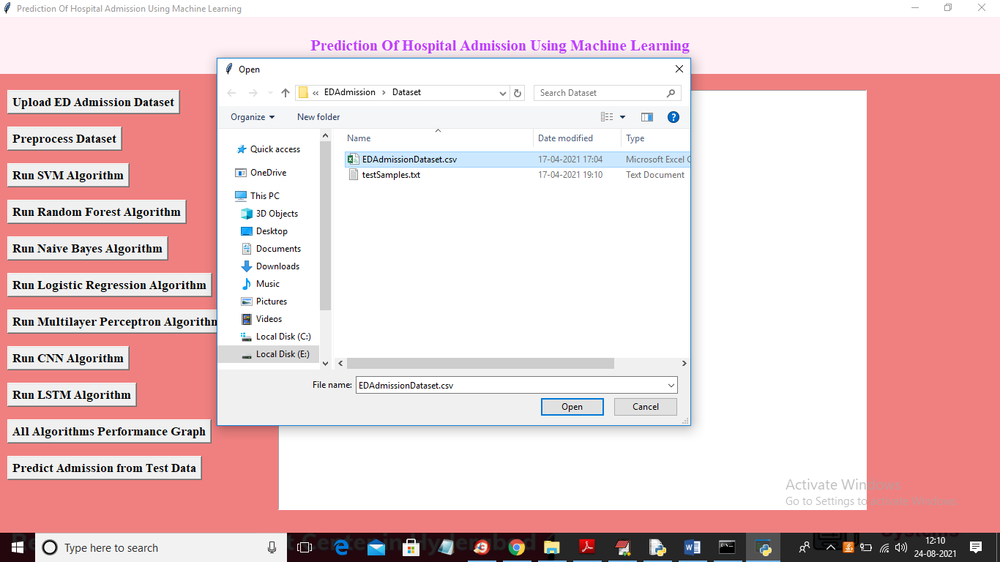 Prediction Of Hospital Admission Using Machine Learning
Prediction Of Hospital Admission Using Machine Learning
Upload ED Admission Dataset
Preprocess Dataset
Run SVM Algorithm
Run Random Forest Algorithm
Run Naive Bayes Algorithm
Run Logistic Regression Algorithm
Run Multilayer Perceptron Algorithm
Run CNN Algorithm
Run LSTM Algorithm
All Algorithms Performance Graph
Predict Admission from Test Data
Open
« EDAdmission › Dataset
Search Dataset
Organize
New folder
Name Date modified Type
EDAdmissionDataset.csv 17-04-2021 17:04 Microsoft Excel C
testSamples.txt 17-04-2021 19:10 Text Document
Quick access
OneDrive
This PC
3D Objects
Desktop
Documents
Downloads
Music
Pictures
Videos
Local Disk (C:)
Local Disk (E:)
File name: EDAdmissionDataset.csv
Open Cancel
Activate Windows
Go to Settings to activate Windows.
Type here to search
Center in Hyderabad
Systems
12:10
24-08-2021